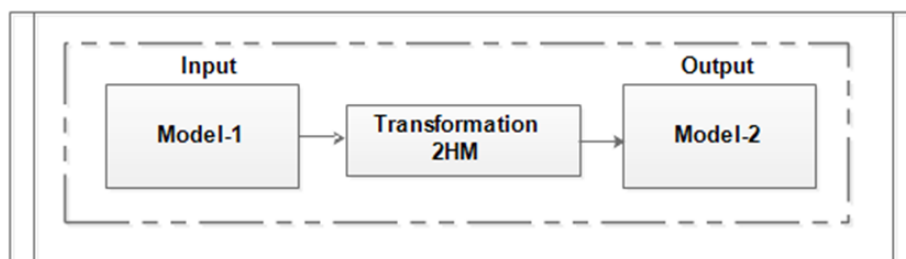 Input
Output
Model-1
Transformation
2HM
Model-2